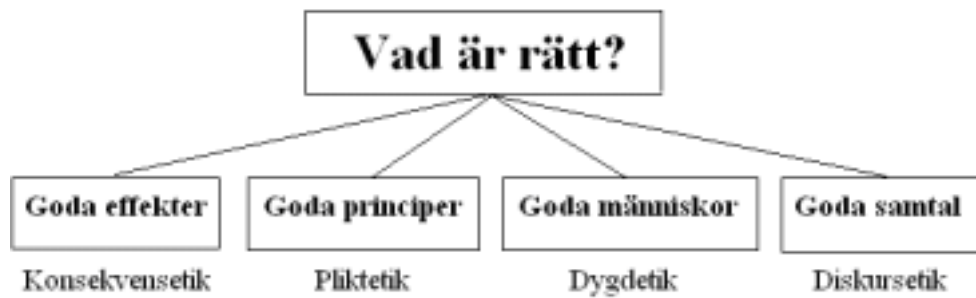 Vad är rätt?
Goda effekter
Goda principer
Goda människor
Goda samtal
Konsekvensetik
Pliktetik
Dygdetik
Diskursetik